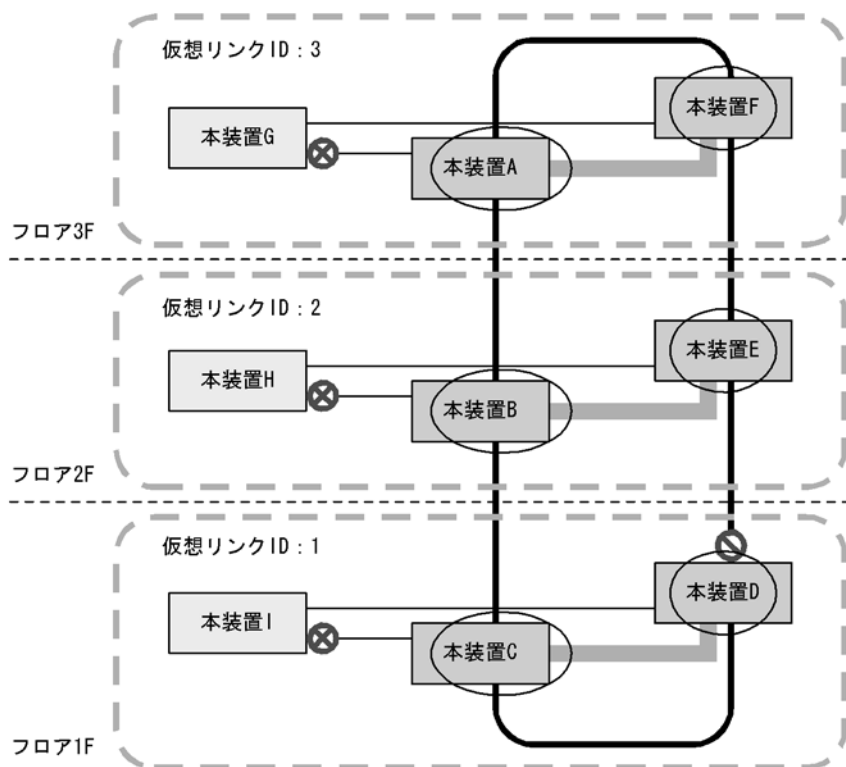 仮想リンクID:3
本装置F
本装置G
本装置A
フロア3F
仮想リンクID:2
本装置E
本装置H
本装置B
フロア2F
仮想リンクID:1
本装置D
本装置I
本装置C
フロア1F